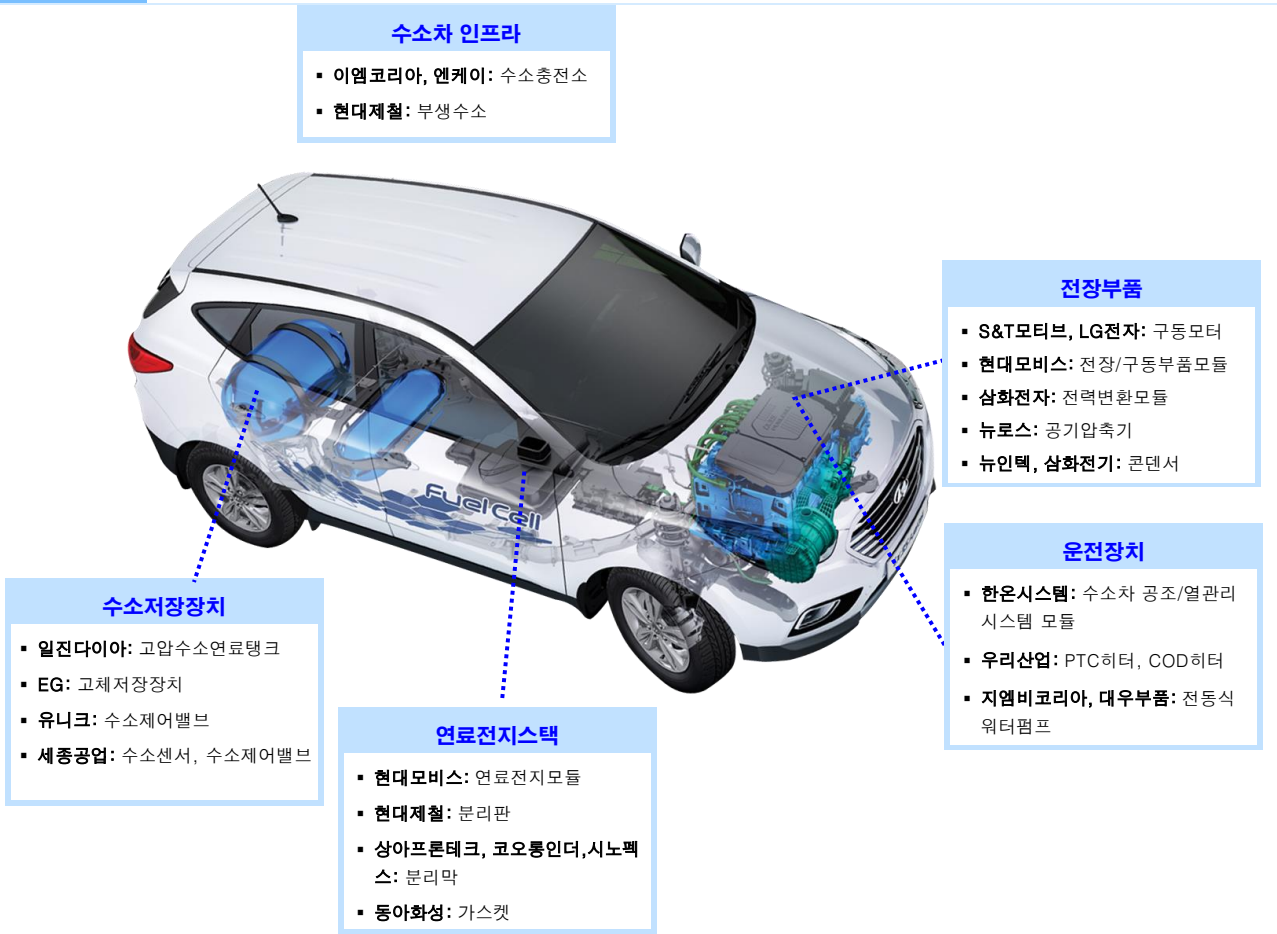 수소차 인프라
▪ 이엠코리아, 엔케이: 수소충전소
▪ 현대제철: 부생수소
전장부품
▪ S&T모티브, LG전자: 구동모터
▪ 현대모비스: 전장/구동부품모듈
▪ 삼화전자: 전력변환모듈
▪ 뉴로스: 공기압축기
▪ 뉴인텍, 삼화전기: 콘덴서
Fuel Cell
운전장치
▪ 한온시스템: 수소차 공조/열관리
시스템 모듈
▪ 우리산업: PTC히터, COD히터
▪ 지엠비코리아, 대우부품: 전동식
워터펌프
수소저장장치
▪ 일진다이아: 고압수소연료탱크
▪ EG: 고체저장장치
▪ 유니크: 수소제어밸브
▪ 세종공업: 수소센서, 수소제어밸브
연료전지스택
▪ 현대모비스: 연료전지모듈
▪ 현대제철: 분리판
▪ 상아프론테크, 코오롱인더,시노펙
스: 분리막
▪ 동아화성: 가스켓